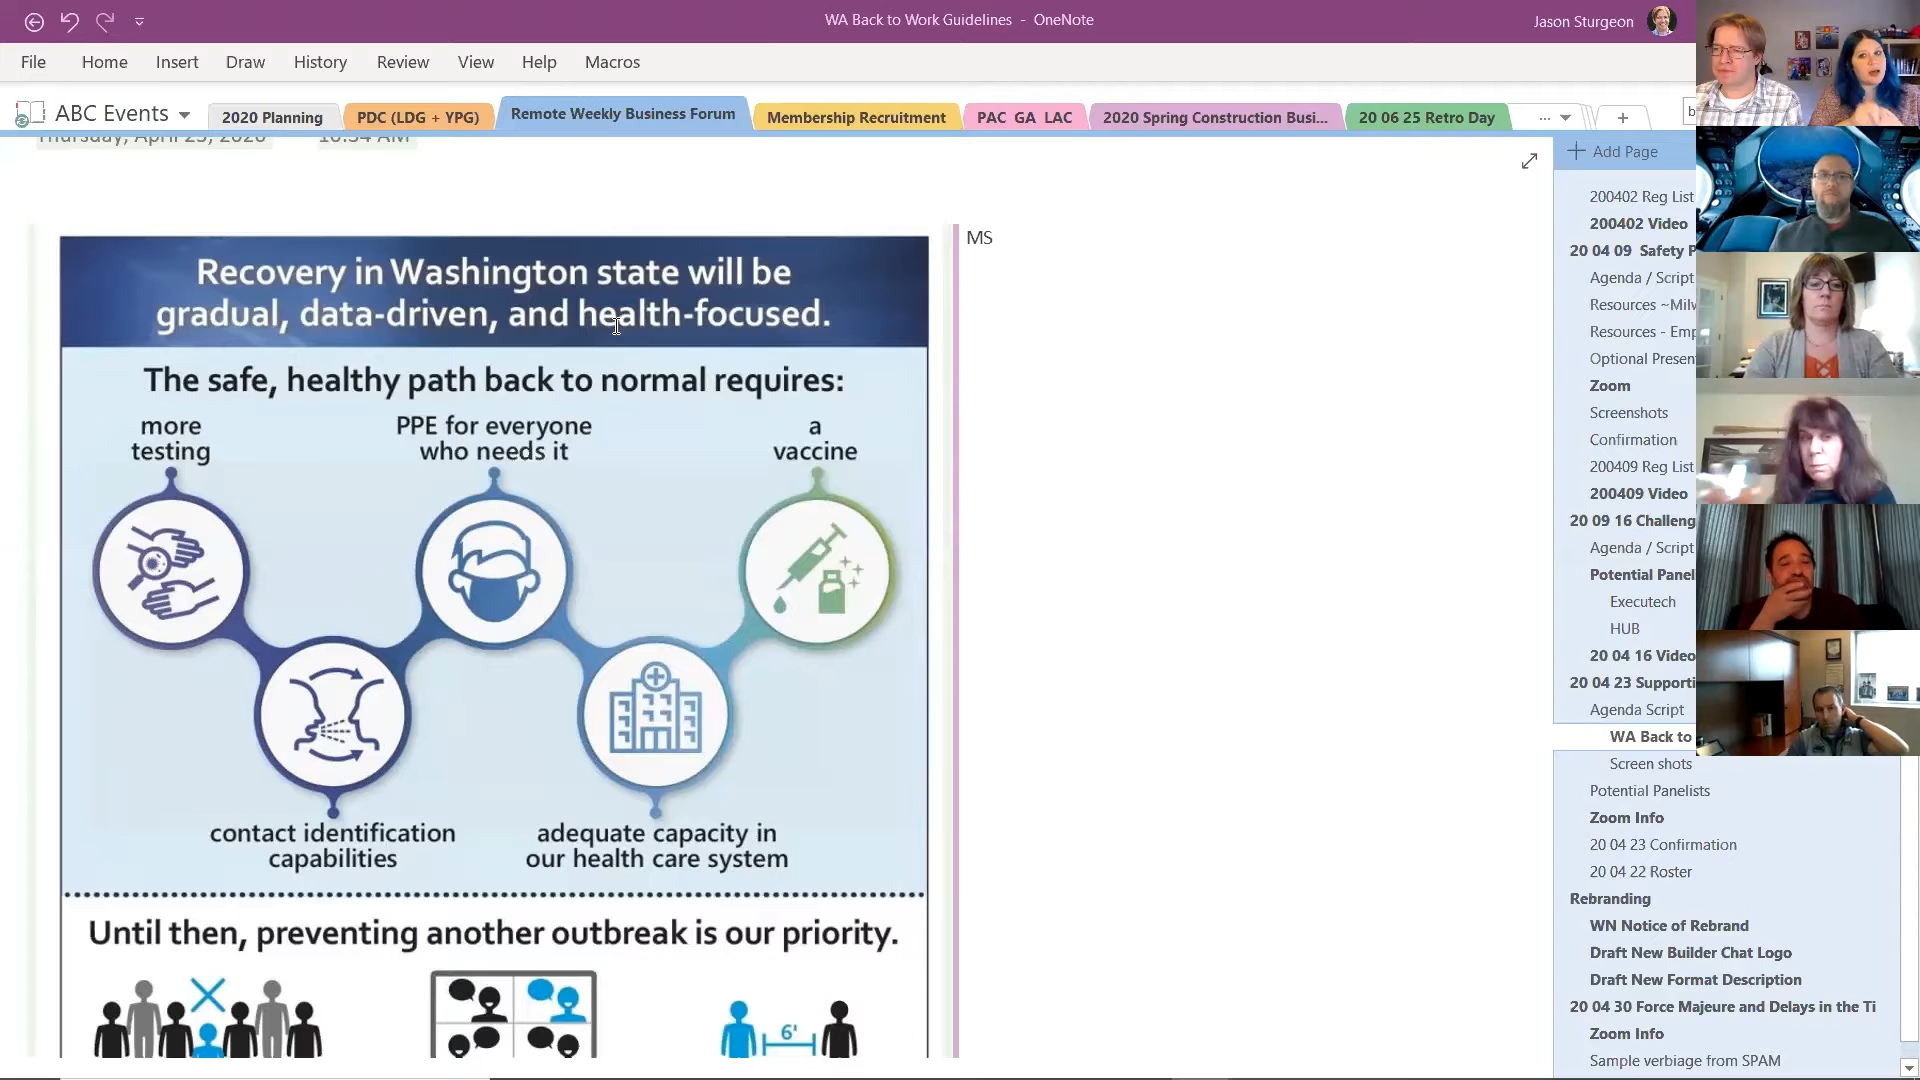 WA Back to Work Guidelines - OneNote
Jason Sturgeon
File Home Insert Draw History Review View Help Macros
ABC Events
2020 Planning
PDC (LDG + YPG)
Remote Weekly Business Forum
Membership Recruitment
PAC GA LAC
2020 Spring Construction Busi...
20 06 25 Retro Day
...
Thursday, April 23, 2020 10:34 AM
Recovery in Washington state will be
gradual, data-driven, and health-focused.
The safe, healthy path back to normal requires:
more
testing
PPE for everyone
who needs it
a
vaccine
contact identification
capabilities
adequate capacity in
our health care system
Until then, preventing another outbreak is our priority.
6'
MS
Add Page
200402 Reg List
200402 Video
20 04 09 Safety P
Agenda / Script
Resources ~Milw
Resources - Emp
Optional Presen
Zoom
Screenshots
Confirmation
200409 Reg List
200409 Video
20 09 16 Challeng
Agenda / Script
Potential Panel
Executech
HUB
20 04 16 Video
20 04 23 Supporti
Agenda Script
WA Back to
Screen shots
Potential Panelists
Zoom Info
20 04 23 Confirmation
20 04 22 Roster
Rebranding
WN Notice of Rebrand
Draft New Builder Chat Logo
Draft New Format Description
20 04 30 Force Majeure and Delays in the Ti
Zoom Info
Sample verbiage from SPAM